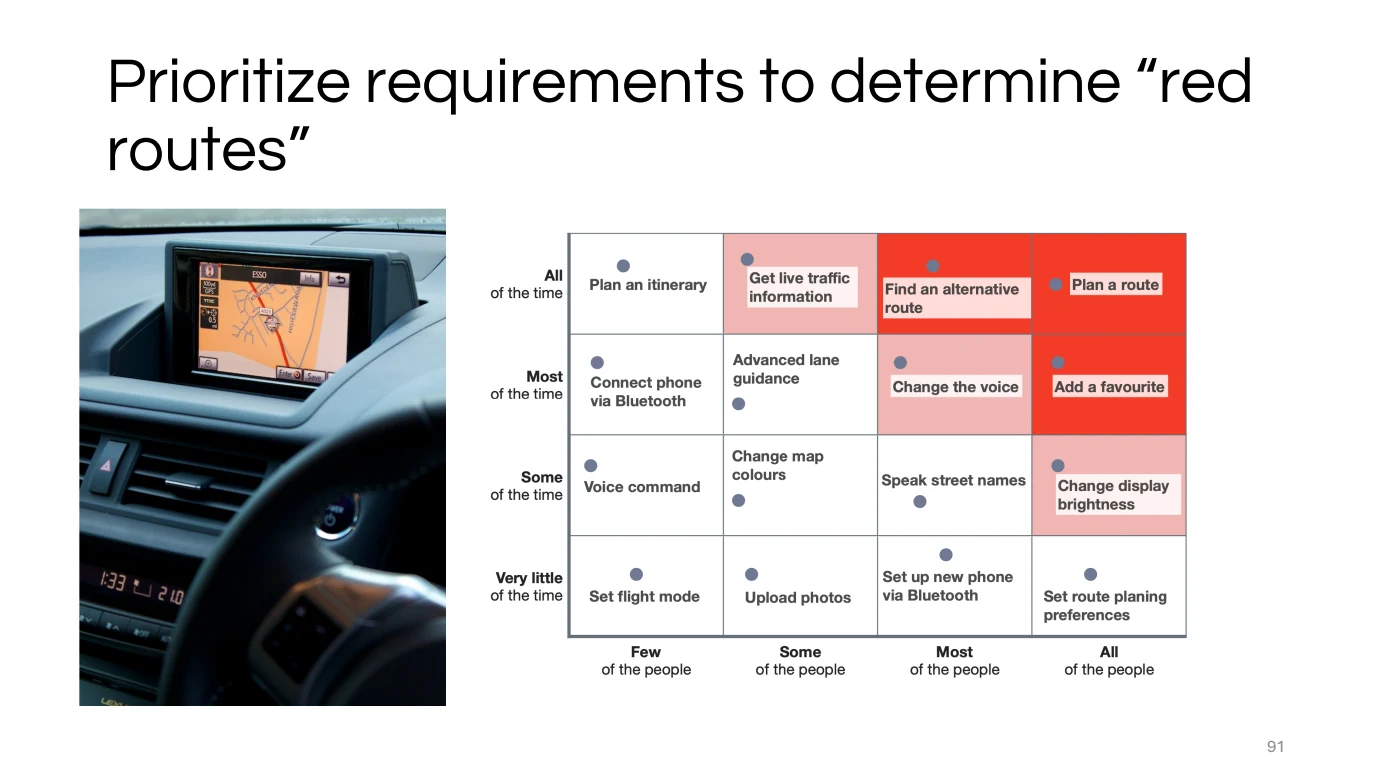 Prioritize requirements to determine “red
routes”
ESSO
Info
Enter
Save
POWER
1:33
21.0
All
of the time
Plan an itinerary
Get live traffic
information
Find an alternative
route
Plan a route
Most
of the time
Connect phone
via Bluetooth
Advanced lane
guidance
Change the voice
Add a favourite
Some
of the time
Voice command
Change map
colours
Speak street names
Change display
brightness
Very little
of the time
Set flight mode
Upload photos
Set up new phone
via Bluetooth
Set route planing
preferences
Few
of the people
Some
of the people
Most
of the people
All
of the people
91